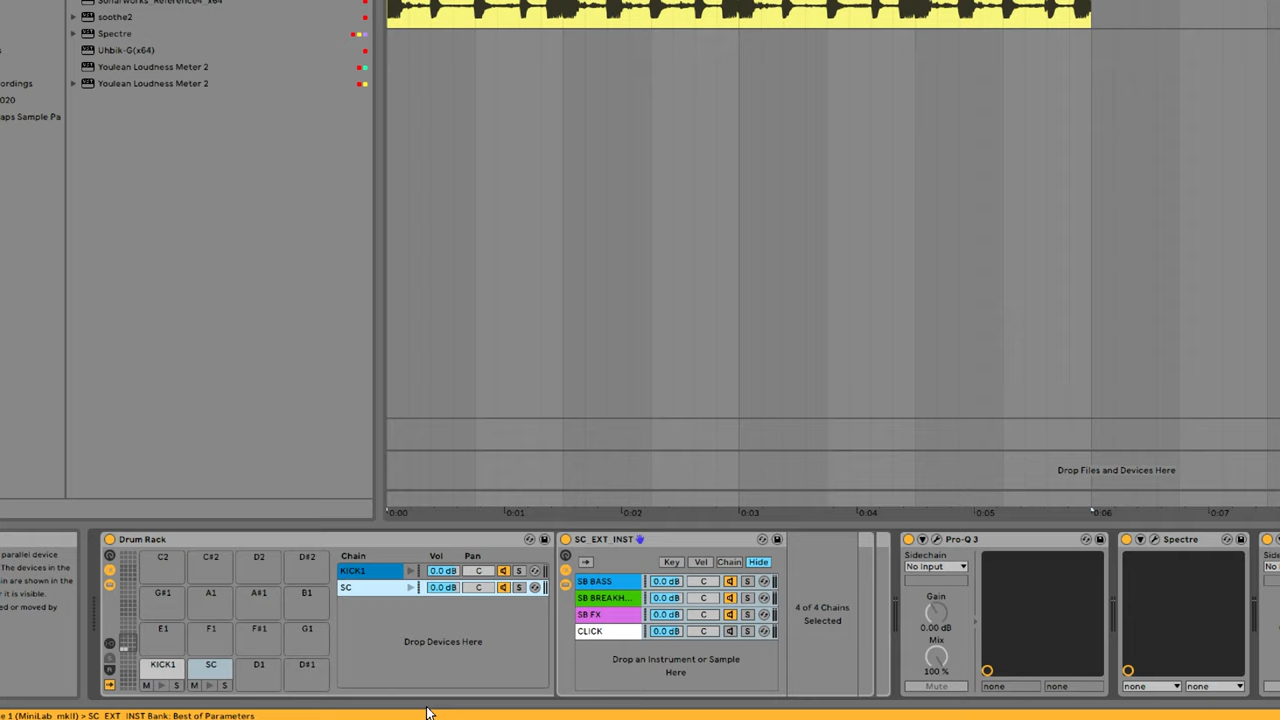 Sonarworks_Reference4_x64
soothe2
Spectre
Uhbik-G(x64)
Youlean Loudness Meter 2
ordings
Youlean Loudness Meter 2
020
aps Sample Pa
Drop Files and Devices Here
0:00 0:01 0:02 0:03 0:04 0:05 0:06 0:07
parallel device
The devices in the
in are shown in the
it is visible.
ed or moved by
Drum Rack
C2 C#2 D2 D#2
G#1 A1 A#1 B1
E1 F1 F#1 G1
KICK1 SC D1 D#1
M S M S
Chain Vol Pan
KICK1 0.0 dB C S
SC 0.0 dB C S
Drop Devices Here
SC_EXT_INST
Key Vel Chain Hide
SB BASS 0.0 dB C S
SB BREAKH... 0.0 dB C S
SB FX 0.0 dB C S
CLICK 0.0 dB C S
Drop an Instrument or Sample
Here
4 of 4 Chains
Selected
Pro-Q 3
Sidechain
No Input
Gain
0.00 dB
Mix
100 %
Mute
none none
Spectre
none none
Si
No I
e 1 (MiniLab mkII) > SC_EXT_INST Bank: Best of Parameters